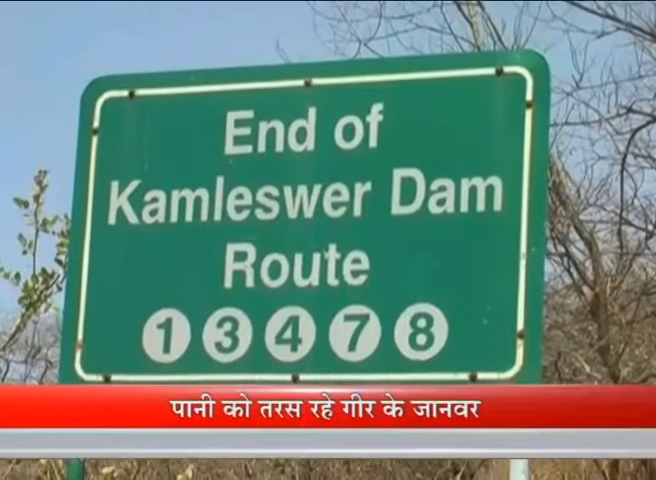 End of
Kamleswer Dam
Route
1 3 4 7 8
पानी को तरस रहे गीर के जानवर